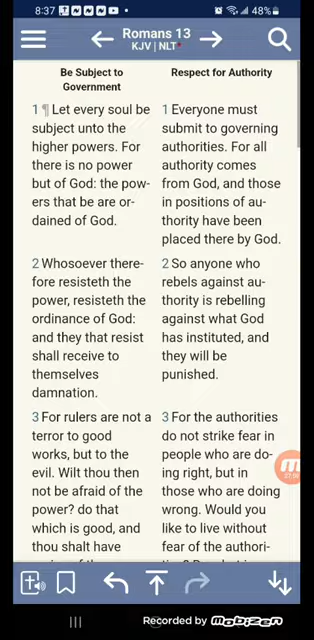 8:37
48%
Romans 13
KJV | NLT*
Be Subject to
Government
1 ¶ Let every soul be
subject unto the
higher powers. For
there is no power
but of God: the pow-
ers that be are or-
dained of God.
2 Whosoever there-
fore resisteth the
power, resisteth the
ordinance of God:
and they that resist
shall receive to
themselves
damnation.
3 For rulers are not a
terror to good
works, but to the
evil. Wilt thou then
not be afraid of the
power? do that
which is good, and
thou shalt have
Respect for Authority
1 Everyone must
submit to governing
authorities. For all
authority comes
from God, and those
in positions of au-
thority have been
placed there by God.
2 So anyone who
rebels against au-
thority is rebelling
against what God
has instituted, and
they will be
punished.
3 For the authorities
do not strike fear in
people who are do-
ing right, but in
those who are doing
wrong. Would you
like to live without
fear of the authori-
Recorded by mobizen